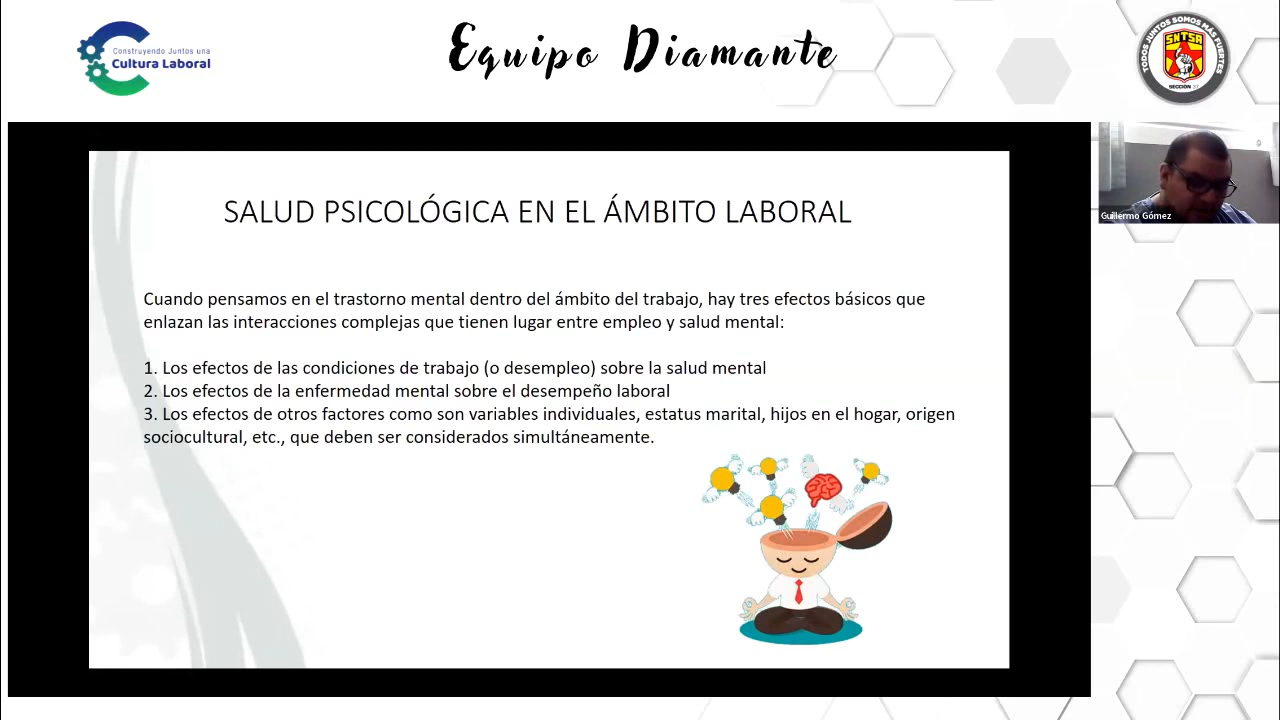 Construyendo Juntos una
Cultura Laboral
Equipo Diamante
TODOS JUNTOS SOMOS MÁS FUERTES
SNTSA
SECCIÓN 37
Guillermo Gómez
SALUD PSICOLÓGICA EN EL ÁMBITO LABORAL
Cuando pensamos en el trastorno mental dentro del ámbito del trabajo, hay tres efectos básicos que
enlazan las interacciones complejas que tienen lugar entre empleo y salud mental:
1. Los efectos de las condiciones de trabajo (o desempleo) sobre la salud mental
2. Los efectos de la enfermedad mental sobre el desempeño laboral
3. Los efectos de otros factores como son variables individuales, estatus marital, hijos en el hogar, origen
sociocultural, etc., que deben ser considerados simultáneamente.